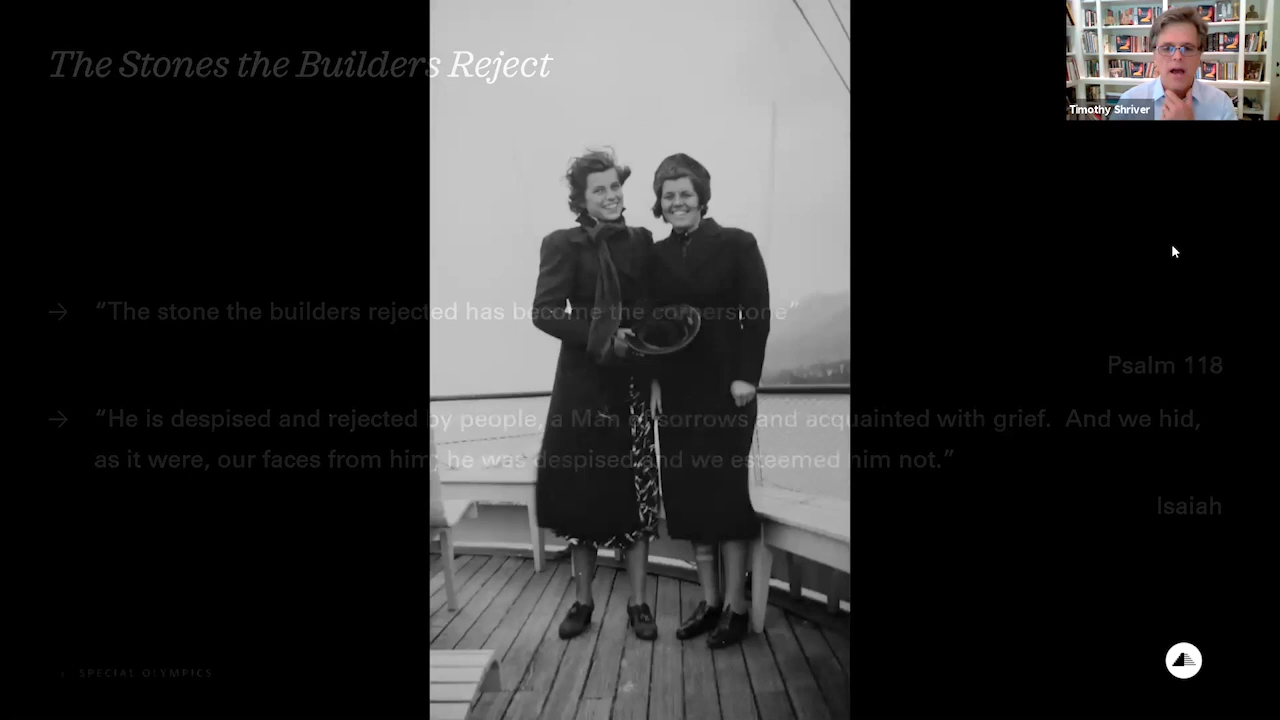 The Stones the Builders Reject
Timothy Shriver
→ “The stone the builders rejected has become the cornerstone”
Psalm 118
→ “He is despised and rejected by people, a Man of sorrows and acquainted with grief. And we hid,
as it were, our faces from him; he was despised and we esteemed him not.”
Isaiah
SPECIAL OLYMPICS